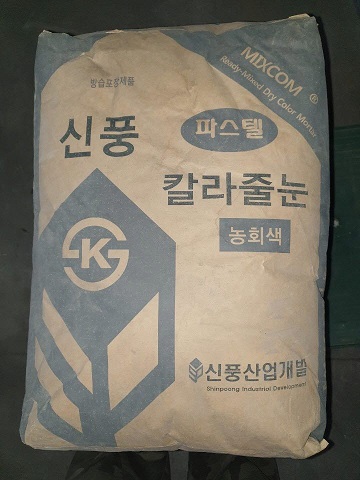 MIXCOM ®
Ready-Mixed Dry Color Mortar
방습포장제품
신풍
파스텔
칼라줄눈
농회색
신풍산업개발
Shinpoong Industrial Development